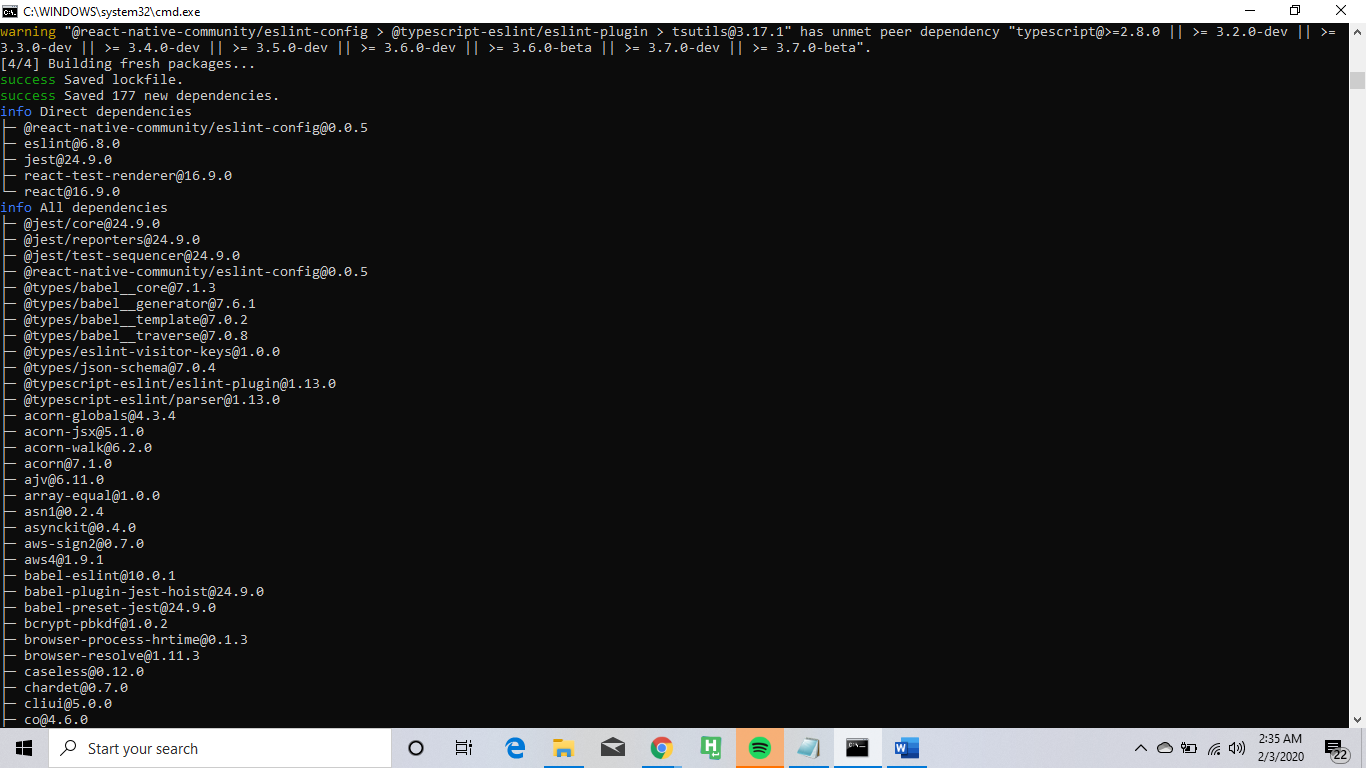 C:\WINDOWS\system32\cmd.exe
warning "@react-native-community/eslint-config > @typescript-eslint/eslint-plugin > tsutils@3.17.1" has unmet peer dependency "typescript@>=2.8.0 || >= 3.2.0-dev || >=
3.3.0-dev || >= 3.4.0-dev || >= 3.5.0-dev || >= 3.6.0-dev || >= 3.6.0-beta || >= 3.7.0-dev || >= 3.7.0-beta".
[4/4] Building fresh packages...
success Saved lockfile.
success Saved 177 new dependencies.
info Direct dependencies
├─ @react-native-community/eslint-config@0.0.5
├─ eslint@6.8.0
├─ jest@24.9.0
├─ react-test-renderer@16.9.0
└─ react@16.9.0
info All dependencies
├─ @jest/core@24.9.0
├─ @jest/reporters@24.9.0
├─ @jest/test-sequencer@24.9.0
├─ @react-native-community/eslint-config@0.0.5
├─ @types/babel__core@7.1.3
├─ @types/babel__generator@7.6.1
├─ @types/babel__template@7.0.2
├─ @types/babel__traverse@7.0.8
├─ @types/eslint-visitor-keys@1.0.0
├─ @types/json-schema@7.0.4
├─ @typescript-eslint/eslint-plugin@1.13.0
├─ @typescript-eslint/parser@1.13.0
├─ acorn-globals@4.3.4
├─ acorn-jsx@5.1.0
├─ acorn-walk@6.2.0
├─ acorn@7.1.0
├─ ajv@6.11.0
├─ array-equal@1.0.0
├─ asn1@0.2.4
├─ asynckit@0.4.0
├─ aws-sign2@0.7.0
├─ aws4@1.9.1
├─ babel-eslint@10.0.1
├─ babel-plugin-jest-hoist@24.9.0
├─ babel-preset-jest@24.9.0
├─ bcrypt-pbkdf@1.0.2
├─ browser-process-hrtime@0.1.3
├─ browser-resolve@1.11.3
├─ caseless@0.12.0
├─ chardet@0.7.0
├─ cliui@5.0.0
├─ co@4.6.0
Start your search
2:35 AM
2/3/2020
22